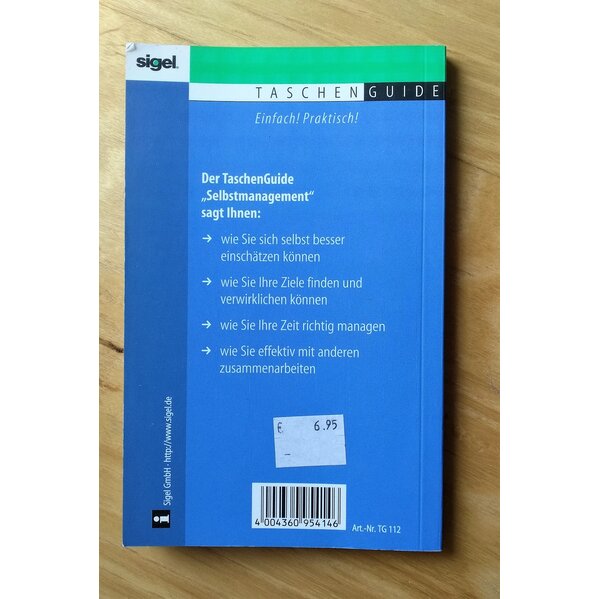 sigel.
TASCHENGUIDE
Einfach! Praktisch!
Der TaschenGuide
„Selbstmanagement“
sagt Ihnen:
→ wie Sie sich selbst besser
einschätzen können
→ wie Sie Ihre Ziele finden und
verwirklichen können
→ wie Sie Ihre Zeit richtig managen
→ wie Sie effektiv mit anderen
zusammenarbeiten
€ 6.95
4 004360 954146
Art.-Nr. TG 112
Sigel GmbH · http://www.sigel.de